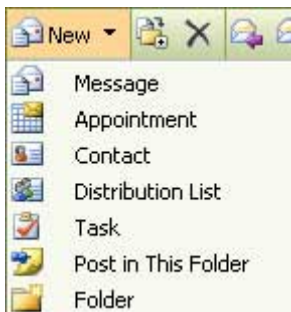 New
Message
Appointment
Contact
Distribution List
Task
Post in This Folder
Folder